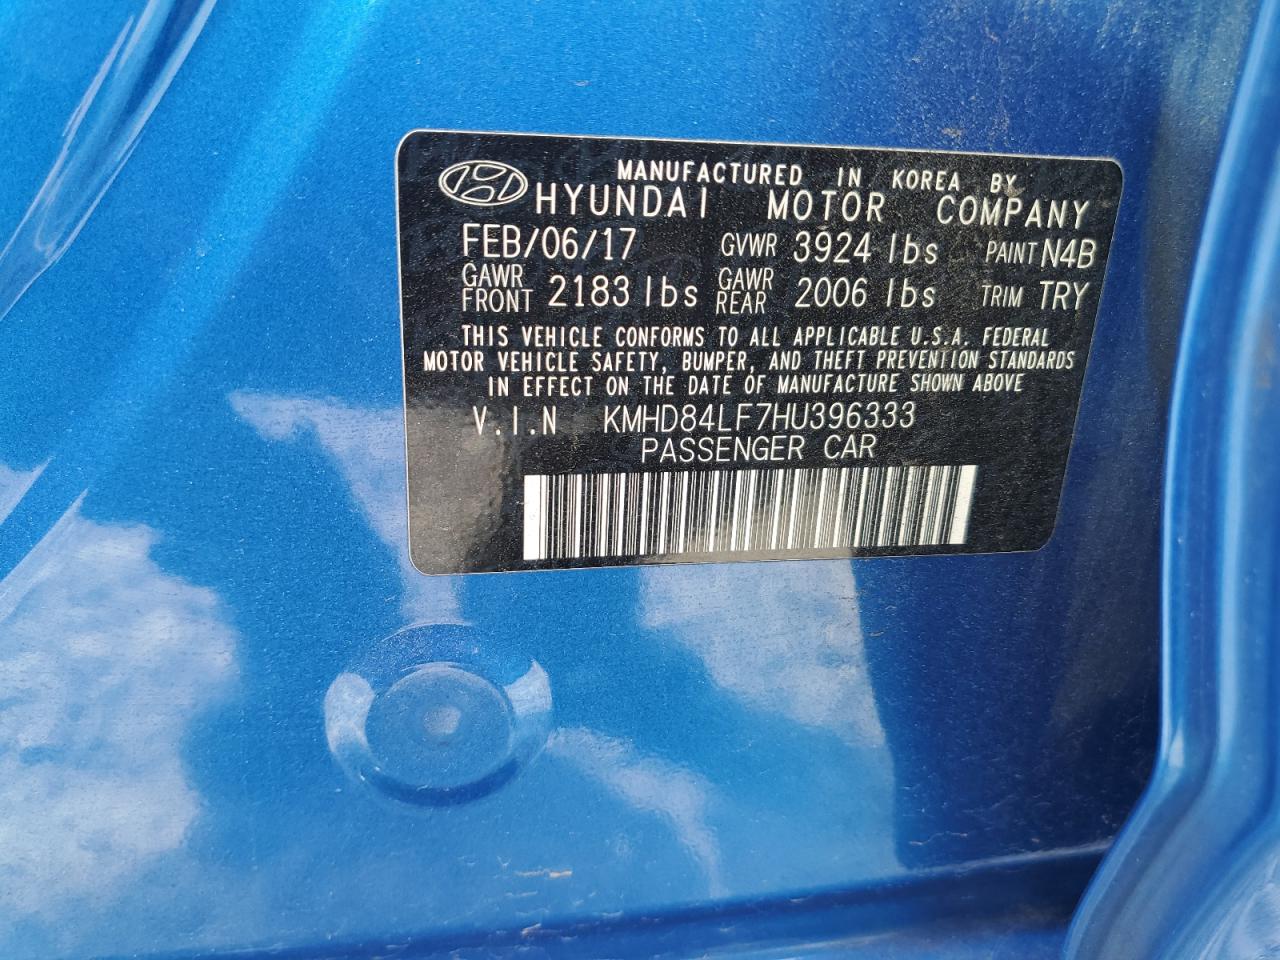 MANUFACTURED IN KOREA BY
HYUNDAI MOTOR COMPANY
FEB/06/17 GVWR 3924 lbs PAINT N4B
GAWR FRONT 2183 lbs GAWR REAR 2006 lbs TRIM TRY
THIS VEHICLE CONFORMS TO ALL APPLICABLE U.S.A. FEDERAL
MOTOR VEHICLE SAFETY, BUMPER, AND THEFT PREVENTION STANDARDS
IN EFFECT ON THE DATE OF MANUFACTURE SHOWN ABOVE
V.I.N KMHD84LF7HU396333
PASSENGER CAR